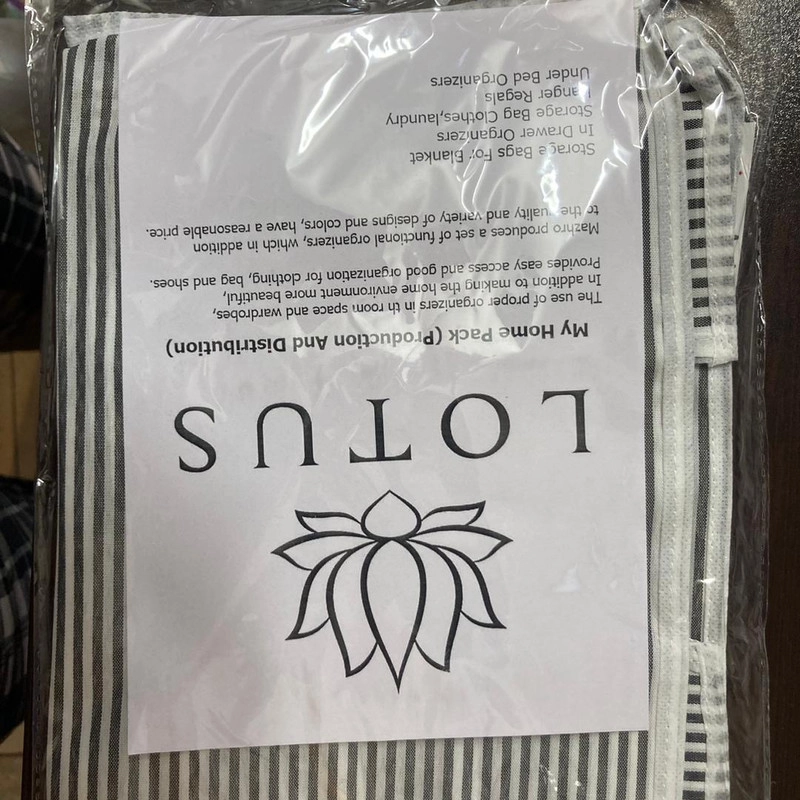 LOTUS
My Home Pack (Production And Distribution)
The use of proper organizers in th room space and wardrobes,
In addition to making the home environment more beautiful,
Provides easy access and good organization for clothing, bag and shoes.
Mazhro produces a set of functional organizers, which in addition
to the quality and variety of designs and colors, have a reasonable price.
Storage Bags For Blanket
In Drawer Organizers
Storage Bag Clothes,laundry
Hanger Regals
Under Bed Organizers